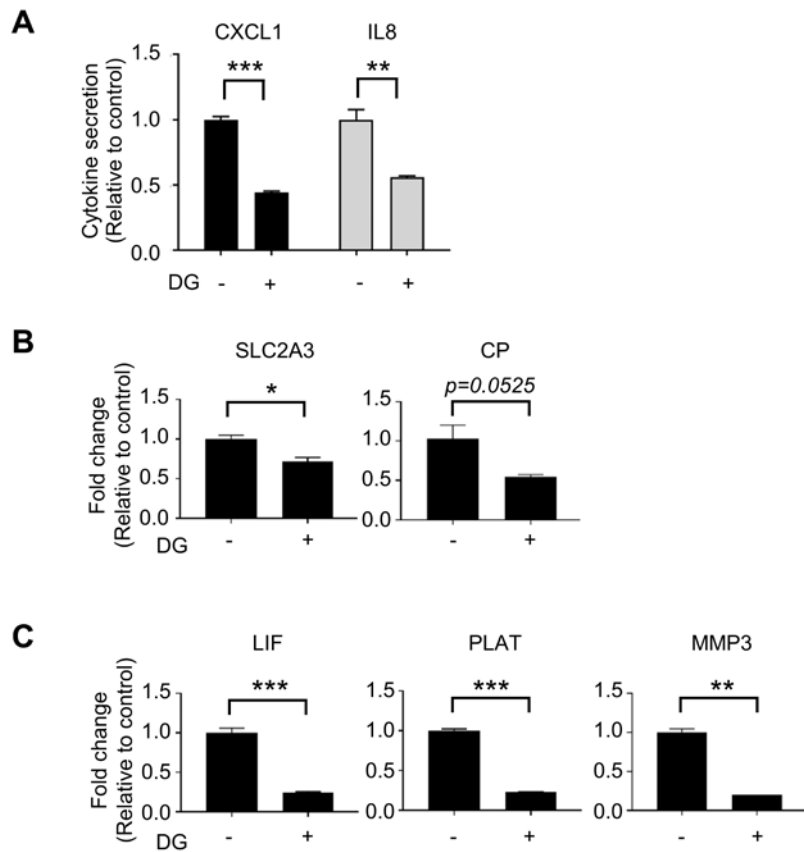 A
CXCL1 IL8
Cytokine secretion
(Relative to control)
1.5
1.0
0.5
0.0
*** **
DG - + - +
B
SLC2A3 CP
Fold change
(Relative to control)
1.5
1.0
0.5
0.0
*
1.5
1.0
0.5
0.0
p=0.0525
DG - + - +
C
LIF PLAT MMP3
Fold change
(Relative to control)
1.5
1.0
0.5
0.0
***
1.5
1.0
0.5
0.0
***
1.5
1.0
0.5
0.0
**
DG - + - + - +